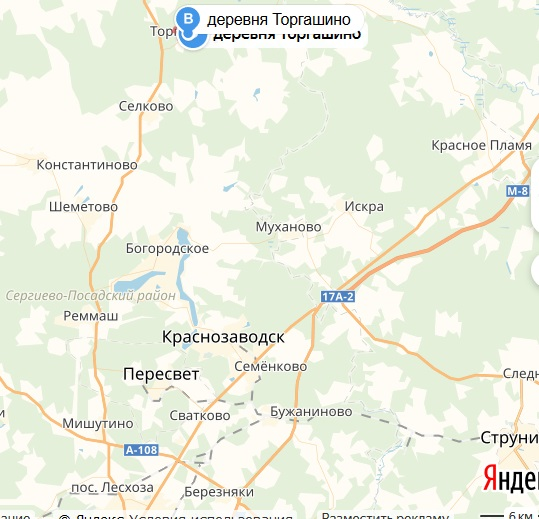 В деревня Торгашино
Торг
деревня Торгашино
Селково
Красное Пламя
Константиново
М-8
Шеметово
Искра
Муханово
Богородское
Сергиево-Посадский район
17А-2
Реммаш
Краснозаводск
Семёнково
Пересвет
Следн
Сватково
Бужаниново
Мишутино
Струни
А-108
Яндек
пос. Лесхоза
Березняки
ание © Яндекс Условия использования Разместить рекламу 6 км